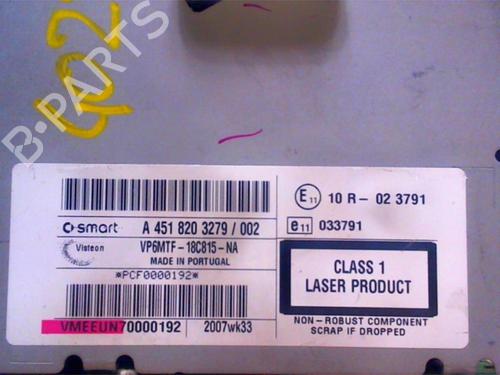 B-PARTS
smart A 451 820 3279 / 002
Visteon VP6MTF-18C815-NA
MADE IN PORTUGAL
*PCF0000192*
VMEEUN70000192 2007wk33
E11 10 R - 02 3791
e11 033791
CLASS 1
LASER PRODUCT
NON-ROBUST COMPONENT
SCRAP IF DROPPED